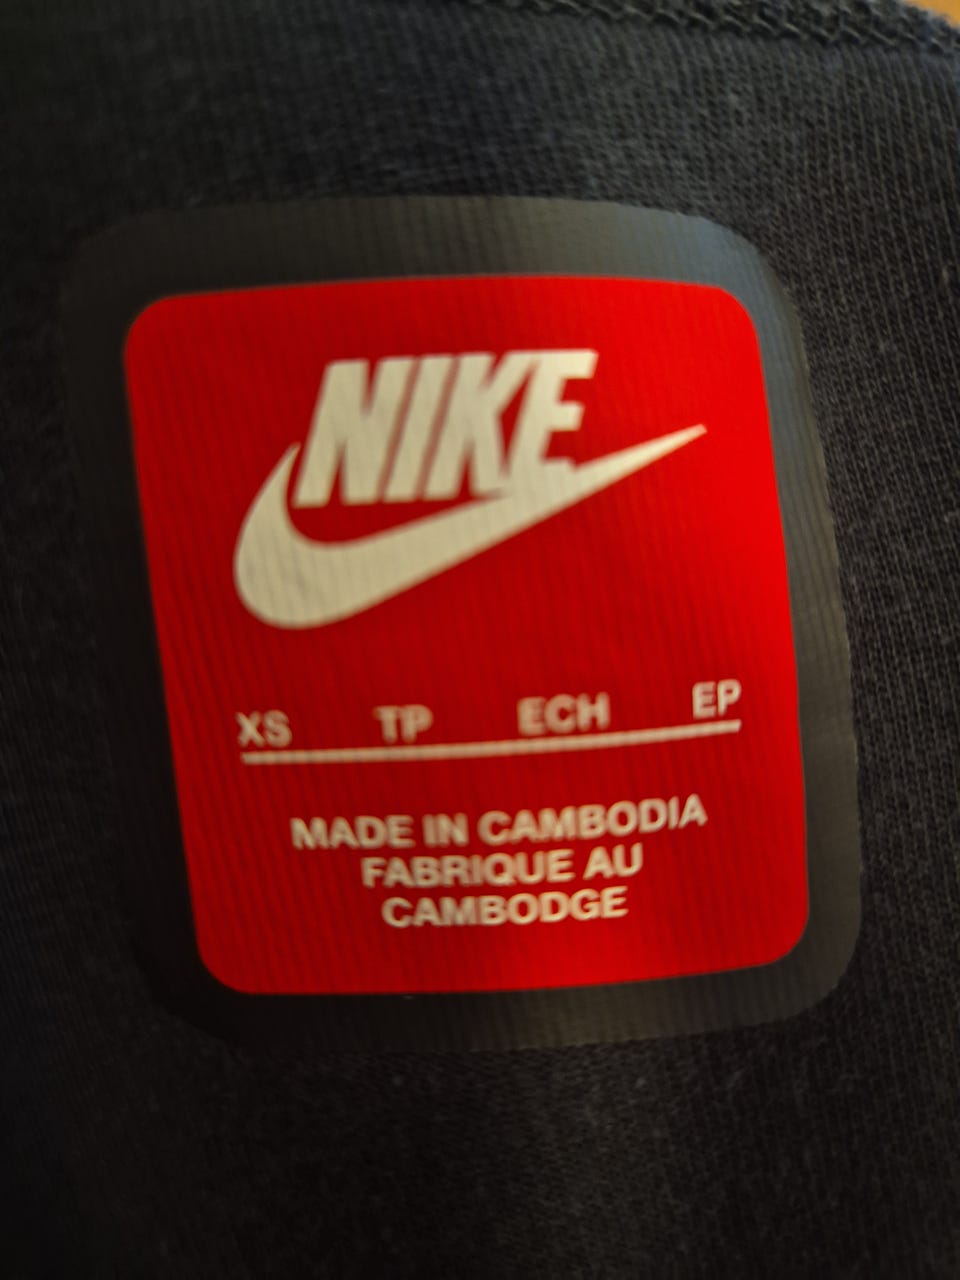 NIKE
XS TP ECH EP
MADE IN CAMBODIA
FABRIQUE AU
CAMBODGE